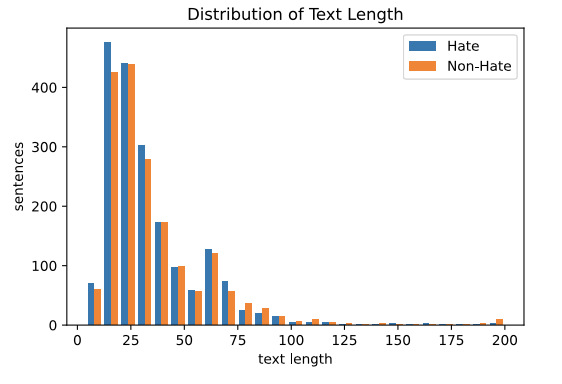 Distribution of Text Length
Hate
Non-Hate
400
300
200
100
0
sentences
0 25 50 75 100 125 150 175 200
text length